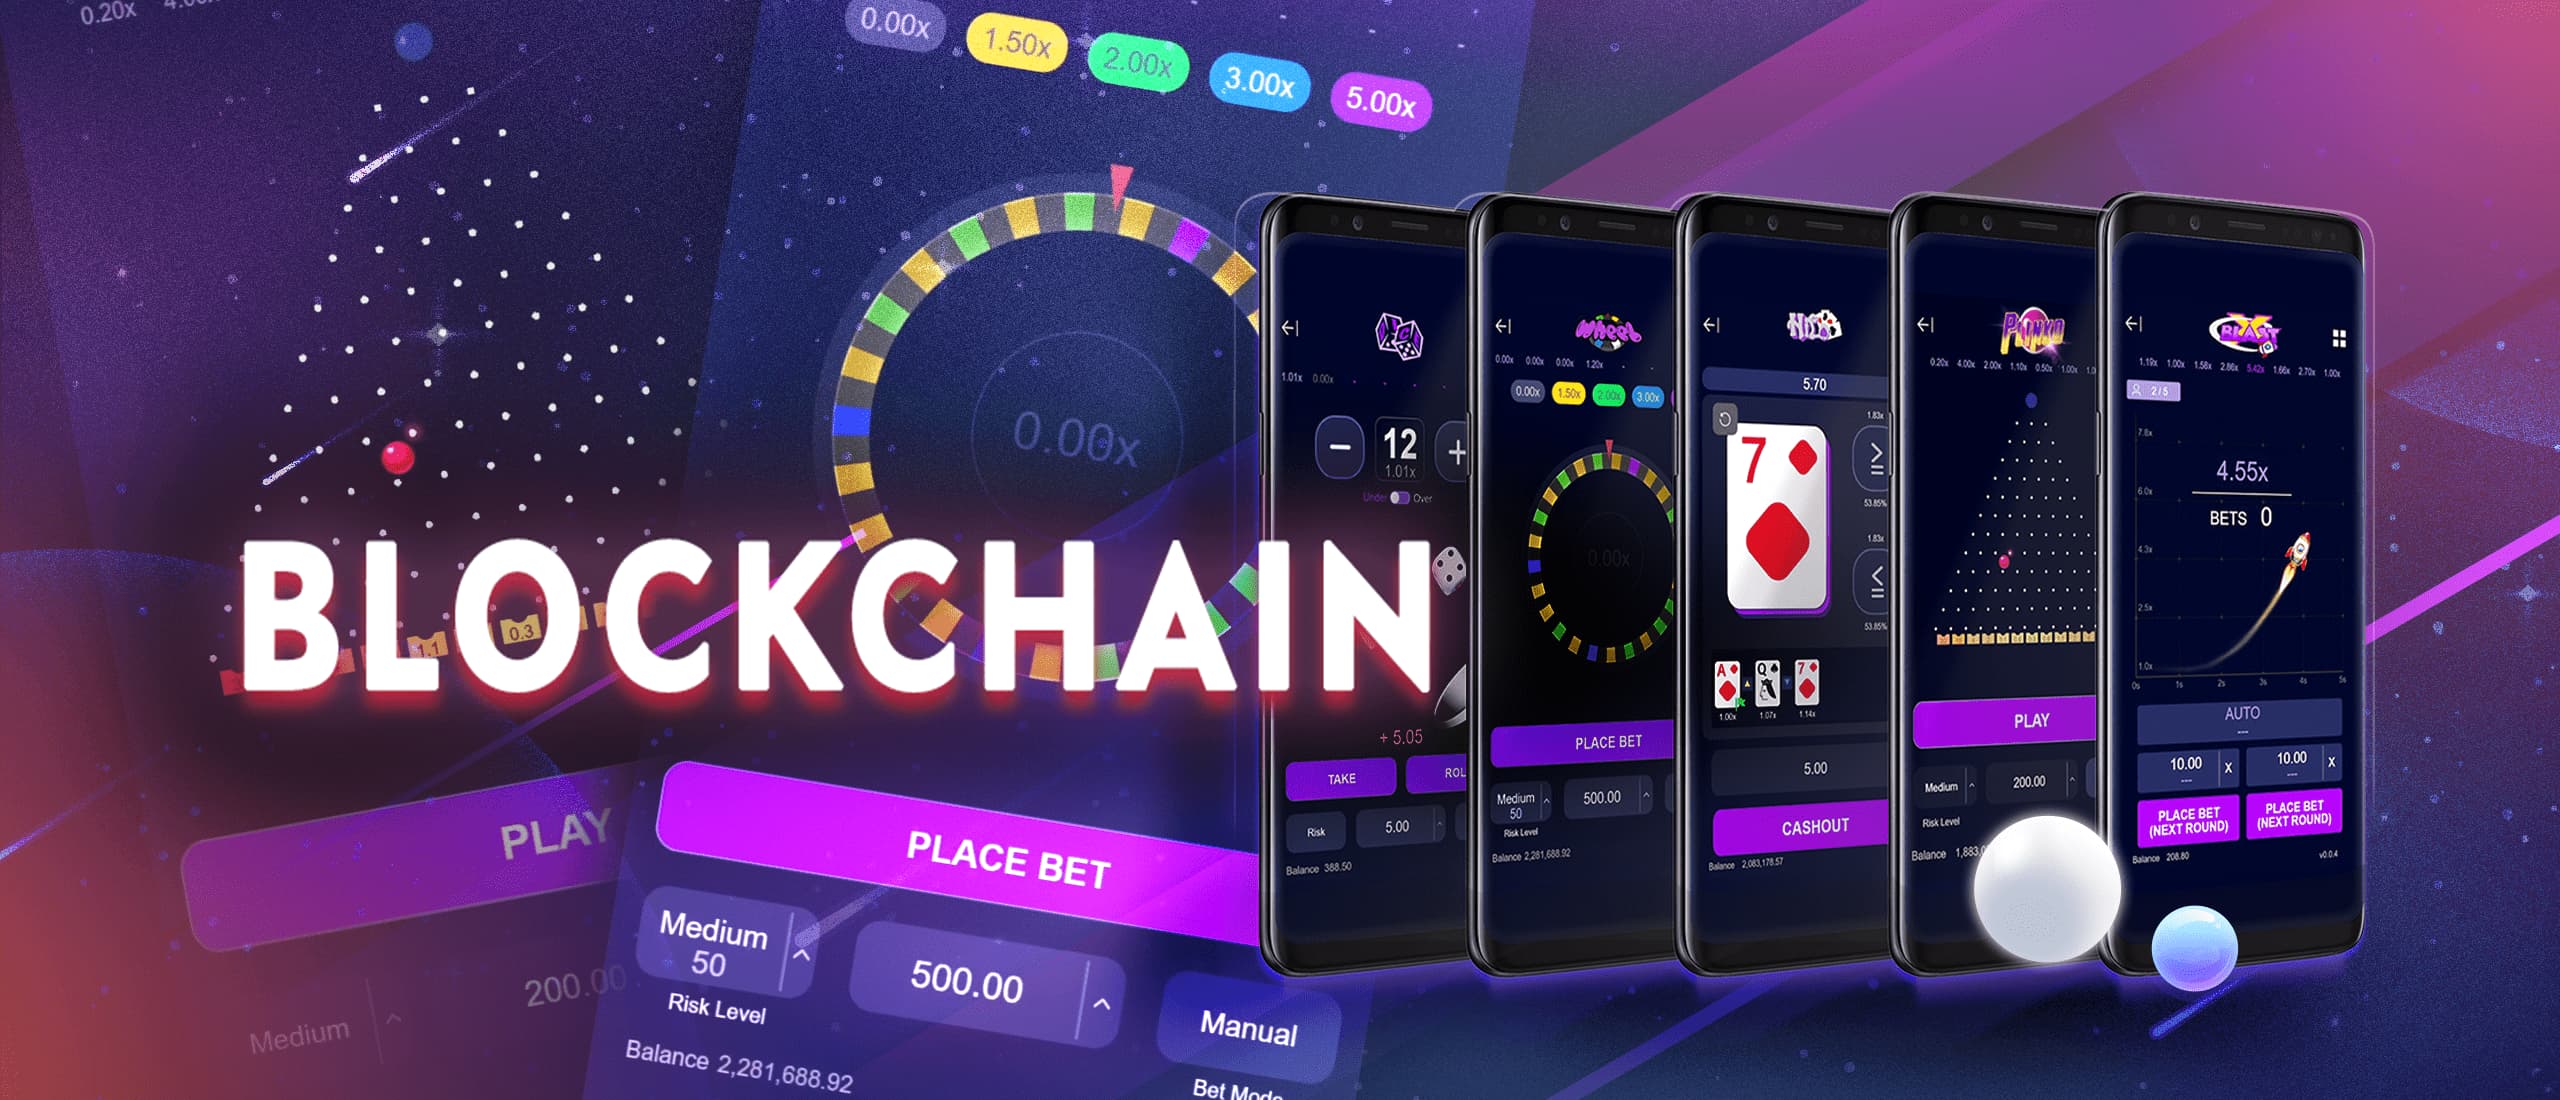 0.20x
0.00x
1.50x
2.00x
3.00x
5.00x
0.00x
BLOCKCHAIN
1.1
0.3
PLAY
200.00
Medium
PLACE BET
Medium
50
500.00
Manual
Risk Level
Bet Mode
Balance 2,281,688.92
1.01x 0.00x
12
1.01x
Under Over
+ 5.05
TAKE
Risk
5.00
Balance 388.50
Wheel
0.00x 0.00x 0.00x 1.20x
0.00x 1.50x 2.00x 3.00x
0.00x
PLACE BET
Medium
50
500.00
Risk Level
Balance 2,281,688.92
HiLo
5.70
7
1.83x
53.85%
1.83x
53.85%
A Q 7
1.00x 1.07x 1.14x
5.00
CASHOUT
Balance 2,083,178.57
PLINKO
0.20x 4.00x 2.00x 1.10x 0.50x 1.00x
PLAY
Medium
200.00
Risk Level
X BLAST
1.19x 1.00x 1.58x 2.86x 5.42x 1.66x 2.70x 1.00x
2/5
7.8x
4.55x
6.0x
BETS 0
4.3x
2.5x
1.0x
0s 1s 2s 3s 4s 5s
AUTO
10.00 X 10.00 X
PLACE BET
(NEXT ROUND)
PLACE BET
(NEXT ROUND)
Balance 208.80
v0.0.4